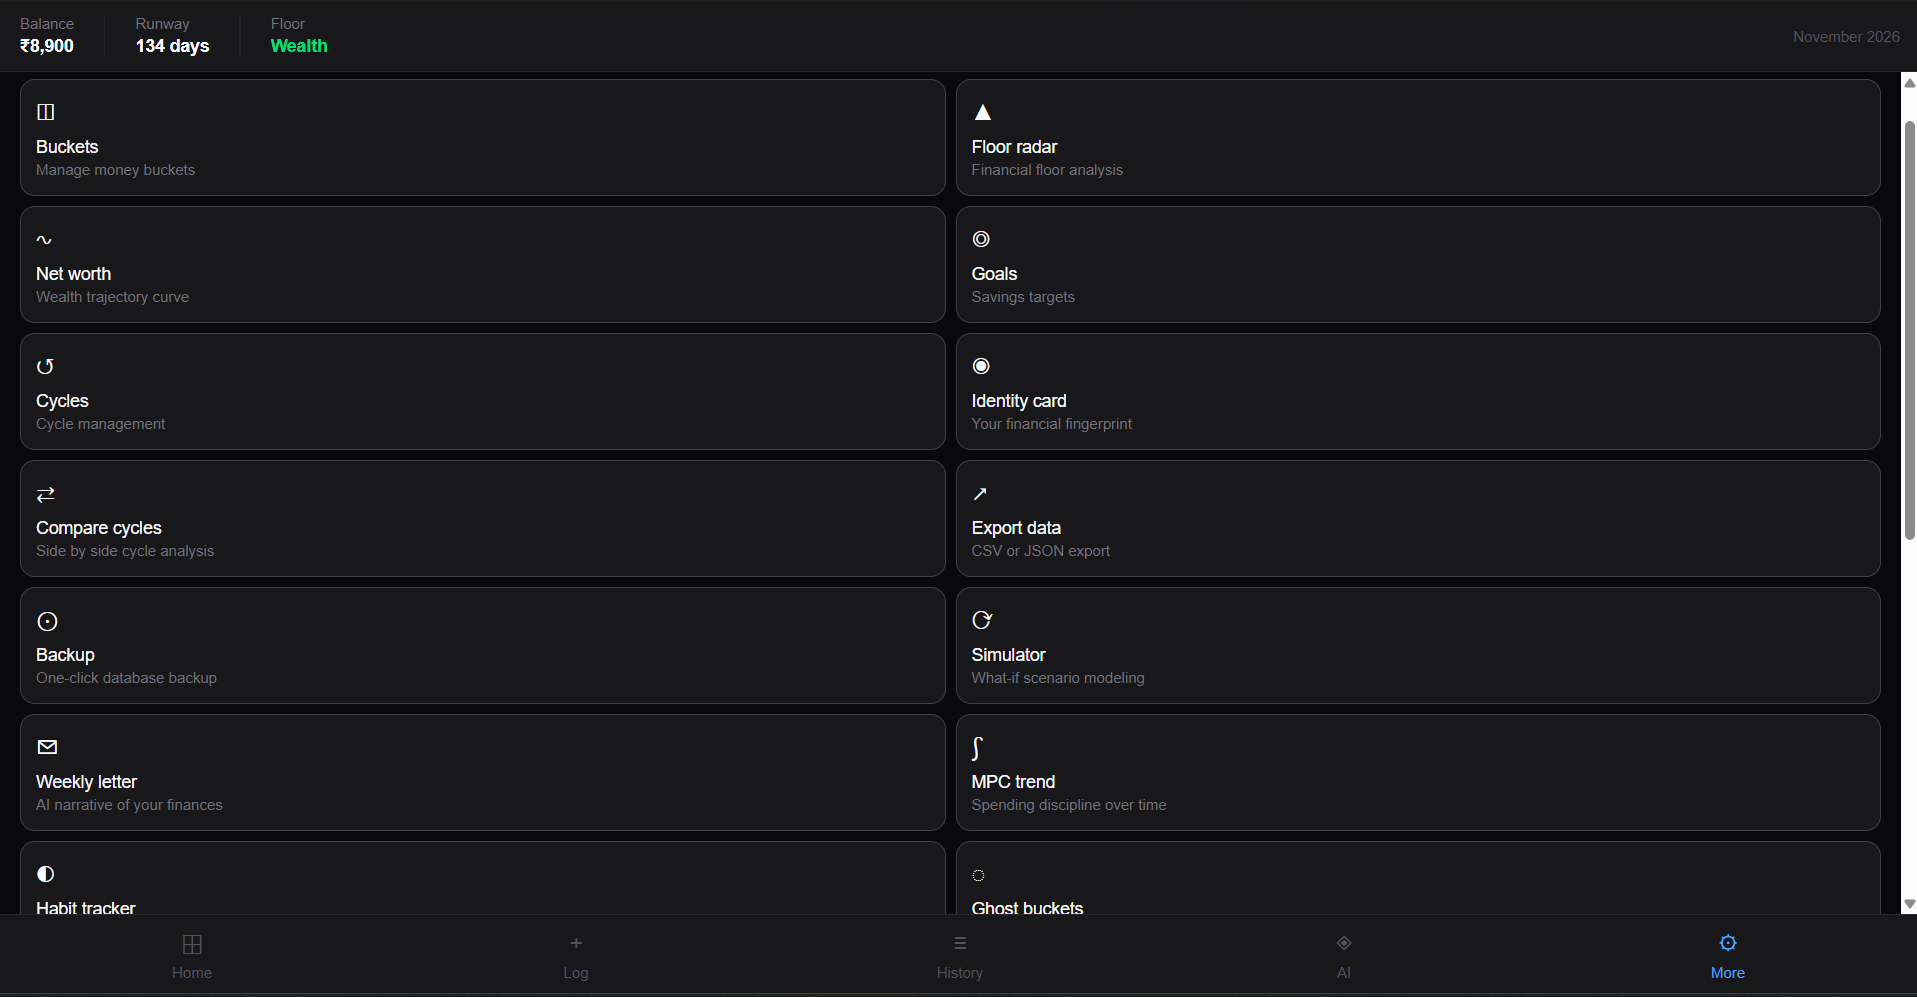 Balance
₹8,900
Runway
134 days
Floor
Wealth
November 2026
Buckets
Manage money buckets
Floor radar
Financial floor analysis
Net worth
Wealth trajectory curve
Goals
Savings targets
Cycles
Cycle management
Identity card
Your financial fingerprint
Compare cycles
Side by side cycle analysis
Export data
CSV or JSON export
Backup
One-click database backup
Simulator
What-if scenario modeling
Weekly letter
AI narrative of your finances
MPC trend
Spending discipline over time
Habit tracker
Ghost buckets
Home
Log
History
AI
More